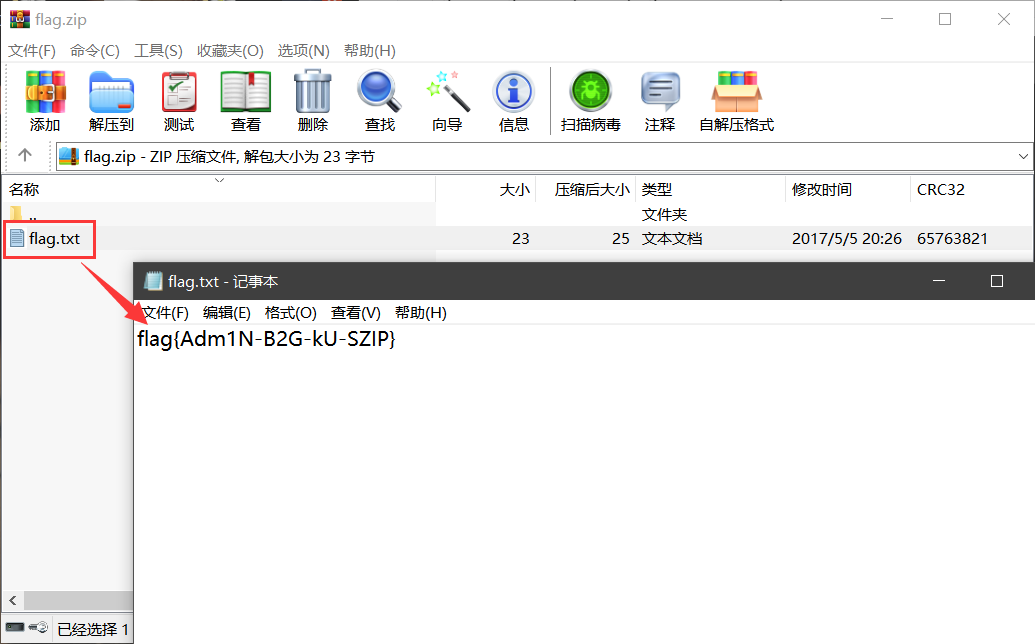 flag.zip
文件(F) 命令(C) 工具(S) 收藏夹(O) 选项(N) 帮助(H)
添加 解压到 测试 查看 删除 查找 向导 信息 扫描病毒 注释 自解压格式
flag.zip - ZIP 压缩文件, 解包大小为 23 字节
名称 大小 压缩后大小 类型 修改时间 CRC32
.. 文件夹
flag.txt 23 25 文本文档 2017/5/5 20:26 65763821
flag.txt - 记事本
文件(F) 编辑(E) 格式(O) 查看(V) 帮助(H)
flag{Adm1N-B2G-kU-SZIP}
已经选择 1